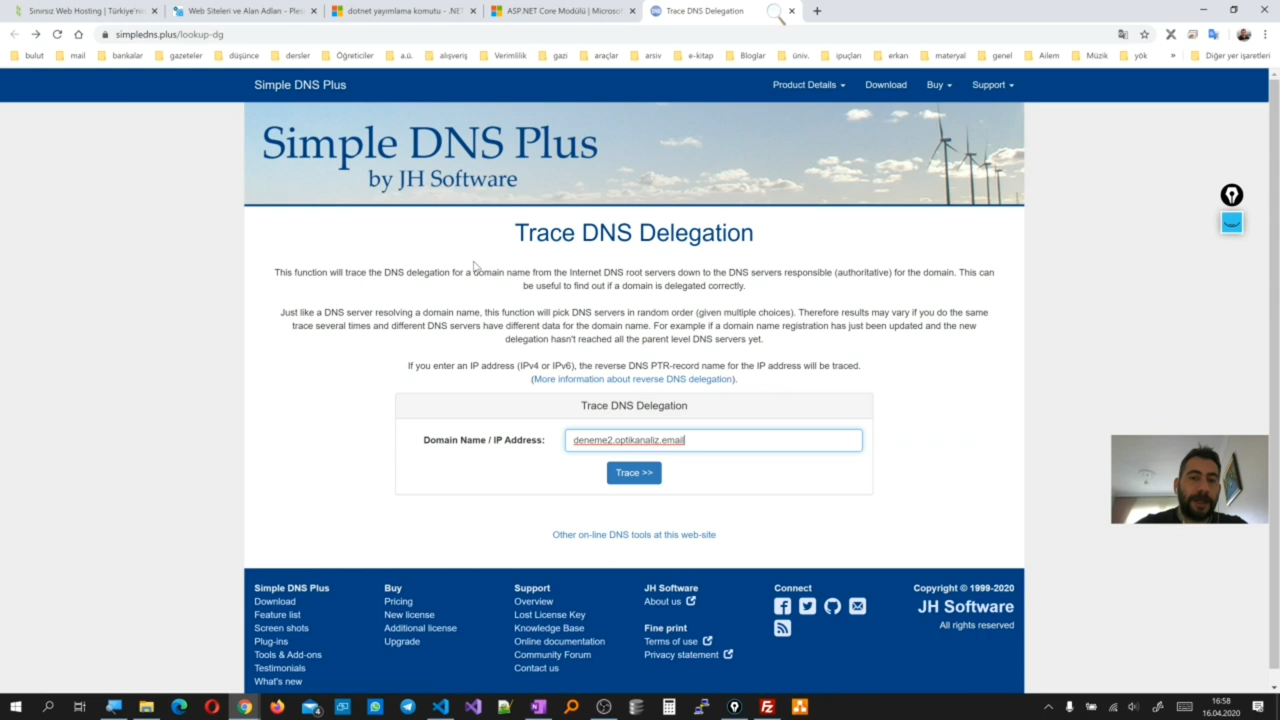 Sınırsız Web Hosting | Türkiye'nin
Web Siteleri ve Alan Adları - Plesk
dotnet yayımlama komutu - .NET
ASP.NET Core Modülü | Microsoft
Trace DNS Delegation
simpledns.plus/lookup-dg
bulut mail bankalar gazeteler düşünce dersler Öğreticiler a.ü. alışveriş Verimlilik gazi araçlar arsiv e-kitap Bloglar üniv. ipuçları erkan materyal genel Ailem Müzik yök » Diğer yer işaretleri
Simple DNS Plus Product Details Download Buy Support
Simple DNS Plus
by JH Software
Trace DNS Delegation
This function will trace the DNS delegation for a domain name from the Internet DNS root servers down to the DNS servers responsible (authoritative) for the domain. This can
be useful to find out if a domain is delegated correctly.
Just like a DNS server resolving a domain name, this function will pick DNS servers in random order (given multiple choices). Therefore results may vary if you do the same
trace several times and different DNS servers have different data for the domain name. For example if a domain name registration has just been updated and the new
delegation hasn't reached all the parent level DNS servers yet.
If you enter an IP address (IPv4 or IPv6), the reverse DNS PTR-record name for the IP address will be traced.
(More information about reverse DNS delegation).
Trace DNS Delegation
Domain Name / IP Address: deneme2.optikanaliz.email
Trace >>
Other on-line DNS tools at this web-site
Simple DNS Plus
Download
Feature list
Screen shots
Plug-ins
Tools & Add-ons
Testimonials
What's new
Buy
Pricing
New license
Additional license
Upgrade
Support
Overview
Lost License Key
Knowledge Base
Online documentation
Community Forum
Contact us
JH Software
About us
Fine print
Terms of use
Privacy statement
Connect
Copyright © 1999-2020
JH Software
All rights reserved
4
16:58
16.04.2020